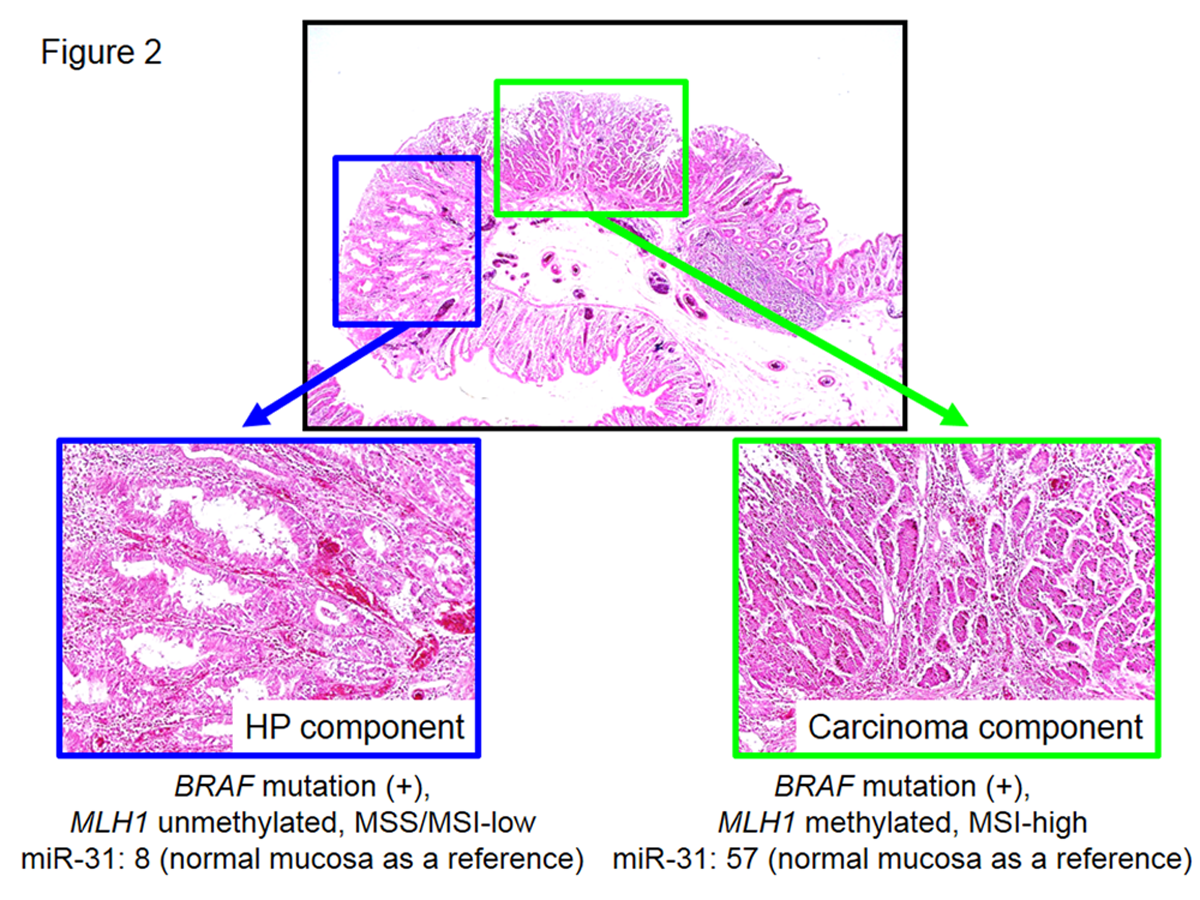 Figure 2
HP component
Carcinoma component
BRAF mutation (+),
MLH1 unmethylated, MSS/MSI-low
miR-31: 8 (normal mucosa as a reference)
BRAF mutation (+),
MLH1 methylated, MSI-high
miR-31: 57 (normal mucosa as a reference)